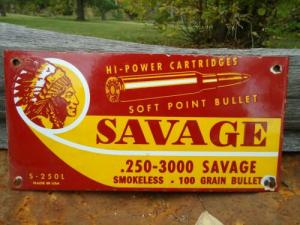 HI-POWER CARTRIDGES
SOFT POINT BULLET
SAVAGE
.250-3000 SAVAGE
SMOKELESS . 100 GRAIN BULLET
S-250L
MADE IN USA